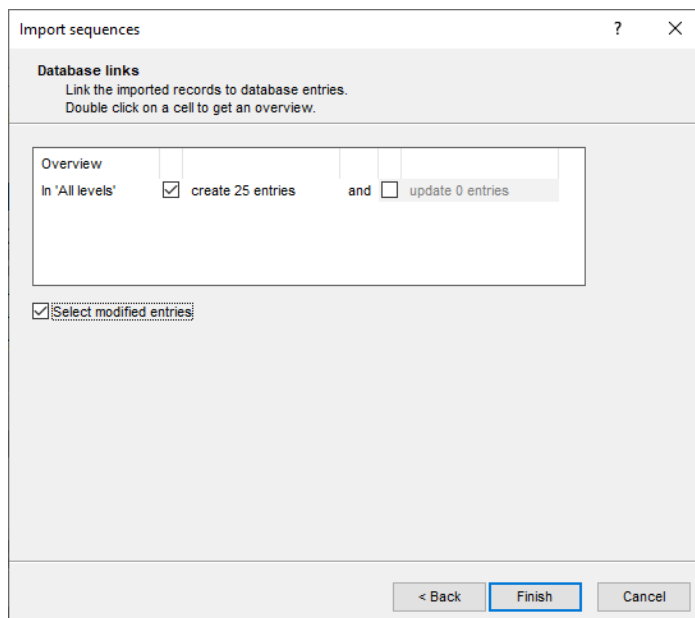 Import sequences ?
Database links
Link the imported records to database entries.
Double click on a cell to get an overview.
Overview
In 'All levels' create 25 entries and update 0 entries
Select modified entries
< Back Finish Cancel